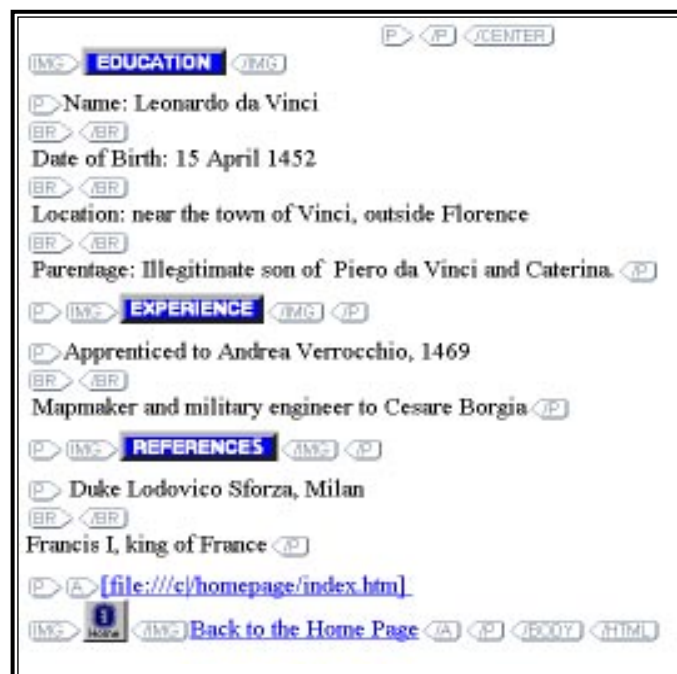 P /P /CENTER
IMG EDUCATION /IMG
P Name: Leonardo da Vinci
BR /BR
Date of Birth: 15 April 1452
BR /BR
Location: near the town of Vinci, outside Florence
BR /BR
Parentage: Illegitimate son of Piero da Vinci and Caterina. /P
P IMG EXPERIENCE /IMG /P
P Apprenticed to Andrea Verrocchio, 1469
BR /BR
Mapmaker and military engineer to Cesare Borgia /P
P IMG REFERENCES /IMG /P
P Duke Lodovico Sforza, Milan
BR /BR
Francis I, king of France /P
P A [file:///c|/homepage/index.htm]
IMG Home /IMG Back to the Home Page /A /P /BODY /HTML